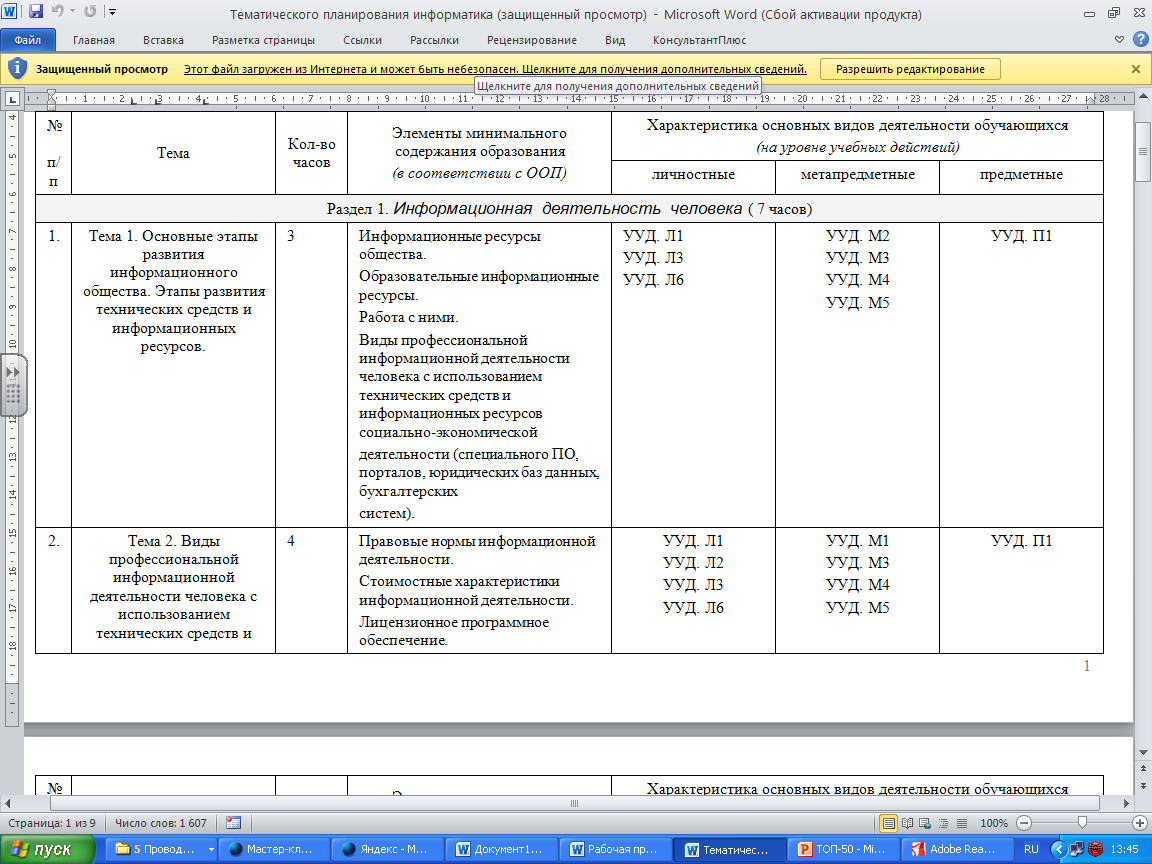 Тематического планирования информатика (защищенный просмотр) - Microsoft Word (Сбой активации продукта)
Файл Главная Вставка Разметка страницы Ссылки Рассылки Рецензирование Вид КонсультантПлюс
Защищенный просмотр Этот файл загружен из Интернета и может быть небезопасен. Щелкните для получения дополнительных сведений. Разрешить редактирование
Щелкните для получения дополнительных сведений
№
п/
п
Тема
Кол-во
часов
Элементы минимального
содержания образования
(в соответствии с ООП)
Характеристика основных видов деятельности обучающихся
(на уровне учебных действий)
личностные
метапредметные
предметные
Раздел 1. Информационная деятельность человека ( 7 часов)
1.
Тема 1. Основные этапы
развития
информационного
общества. Этапы развития
технических средств и
информационных
ресурсов.
3
Информационные ресурсы
общества.
Образовательные информационные
ресурсы.
Работа с ними.
Виды профессиональной
информационной деятельности
человека с использованием
технических средств и
информационных ресурсов
социально-экономической
деятельности (специального ПО,
порталов, юридических баз данных,
бухгалтерских
систем).
УУД. Л1
УУД. Л3
УУД. Л6
УУД. М2
УУД. М3
УУД. М4
УУД. М5
УУД. П1
2.
Тема 2. Виды
профессиональной
информационной
деятельности человека с
использованием
технических средств и
4
Правовые нормы информационной
деятельности.
Стоимостные характеристики
информационной деятельности.
Лицензионное программное
обеспечение.
УУД. Л1
УУД. Л2
УУД. Л3
УУД. Л6
УУД. М1
УУД. М3
УУД. М4
УУД. М5
УУД. П1
1
№
Характеристика основных видов деятельности обучающихся
Страница: 1 из 9 Число слов: 1 607 100%
пуск 5 Провод... Мастер-кл... Яндекс - М... Документ1... Рабочая пр... Тематичес... ТОП-50 - Mi... Adobe Rea... RU 13:45